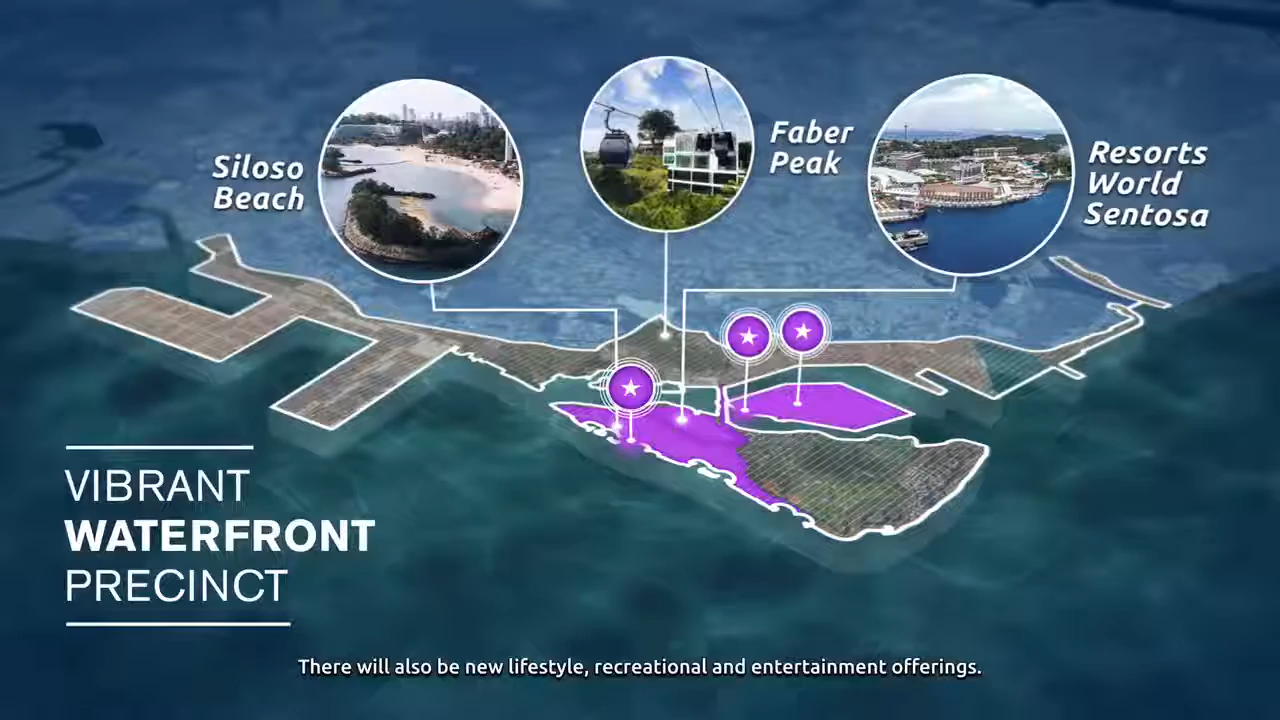 Siloso
Beach
Faber
Peak
Resorts
World
Sentosa
VIBRANT
WATERFRONT
PRECINCT
There will also be new lifestyle, recreational and entertainment offerings.